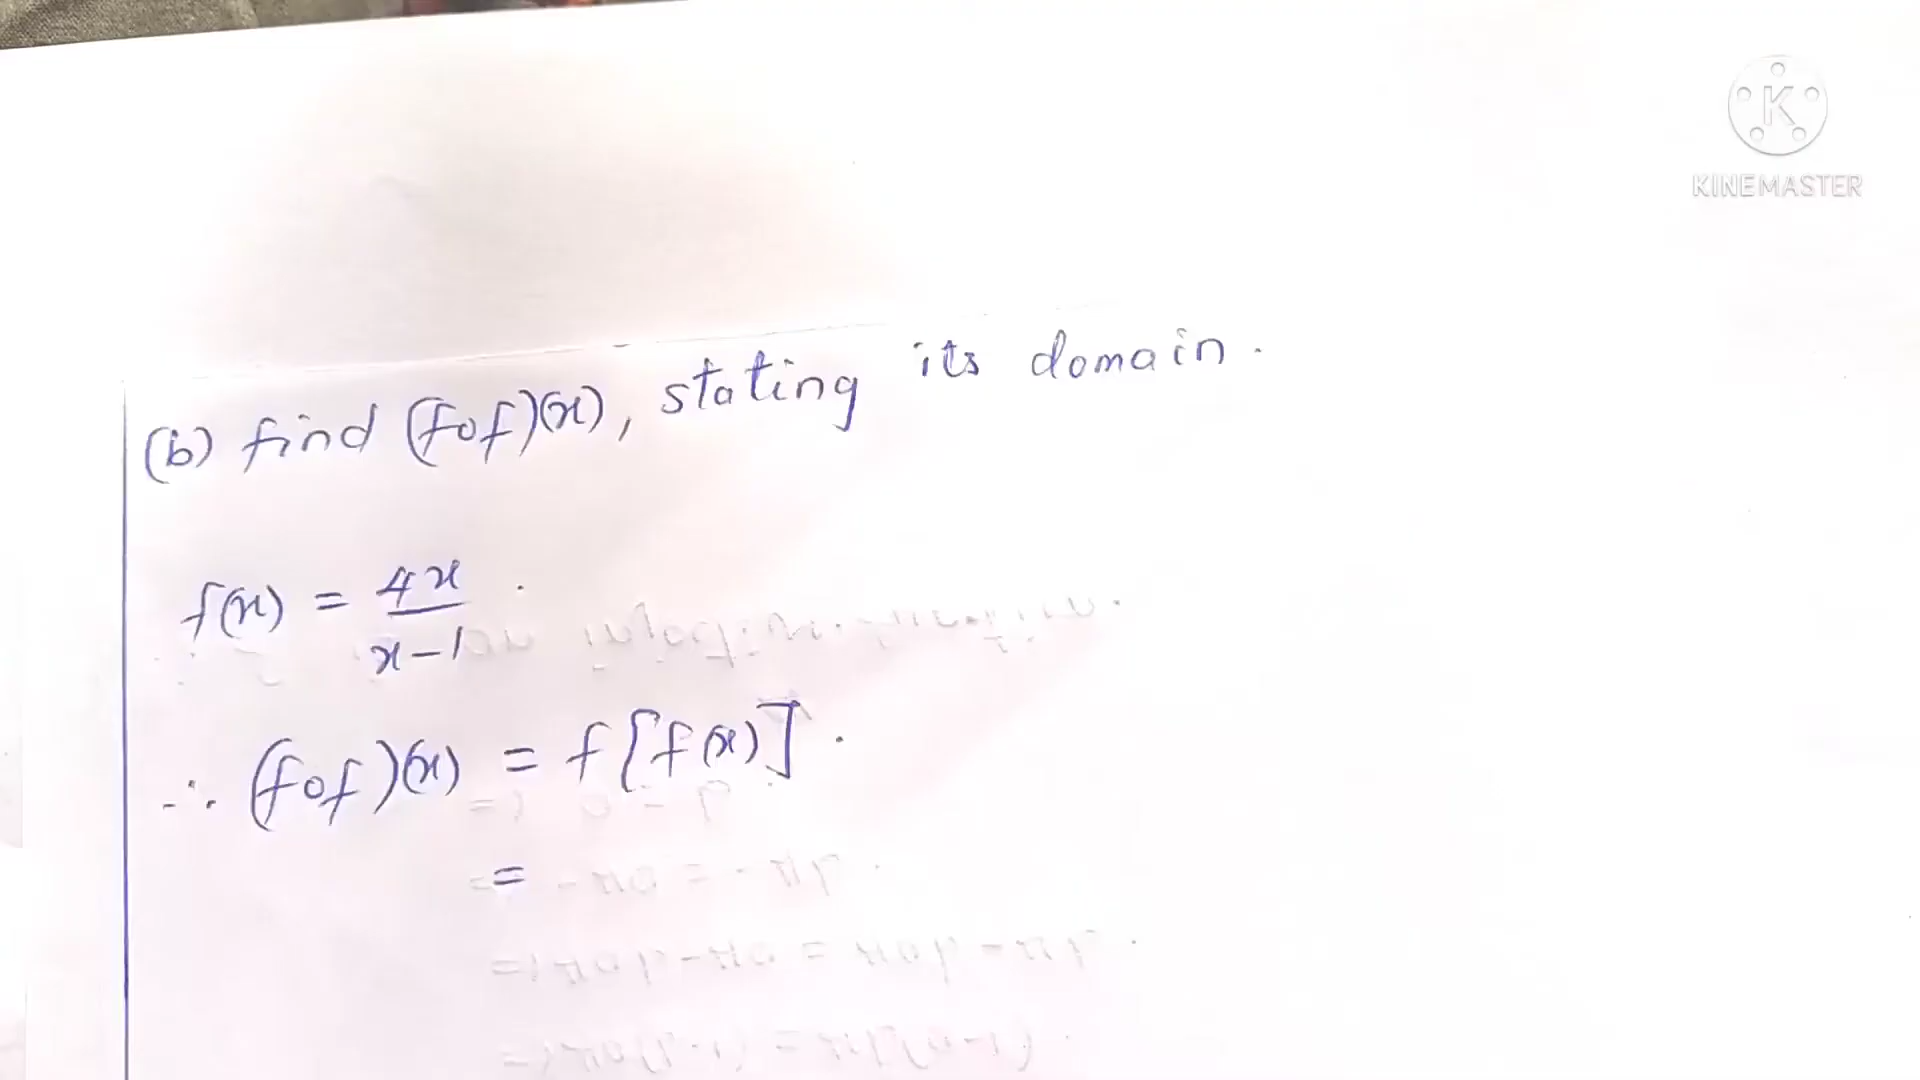 KINEMASTER
(b) find (fof)(x), stating its domain.
f(x) = 4x / x-1 .
∴ (fof)(x) = f[f(x)] .
=